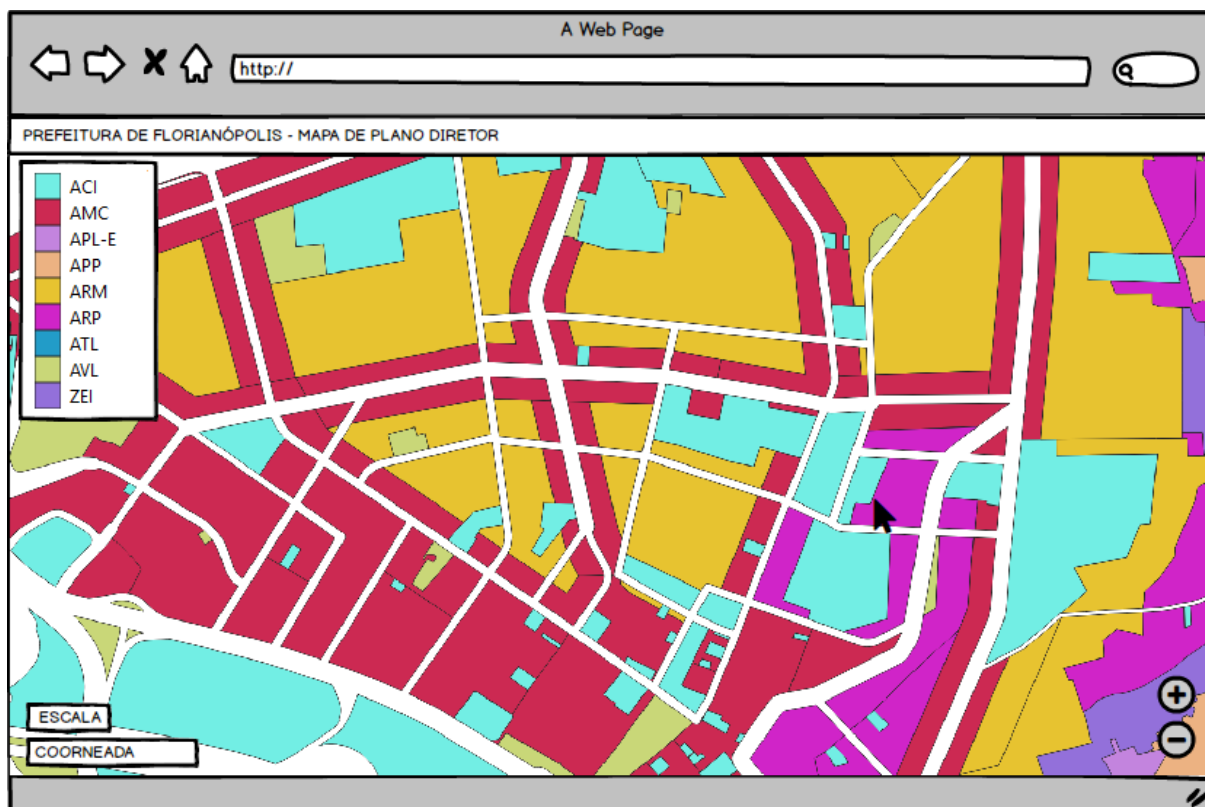 A Web Page
http://
PREFEITURA DE FLORIANÓPOLIS - MAPA DE PLANO DIRETOR
ACI
AMC
APL-E
APP
ARM
ARP
ATL
AVL
ZEI
ESCALA
COORNEADA